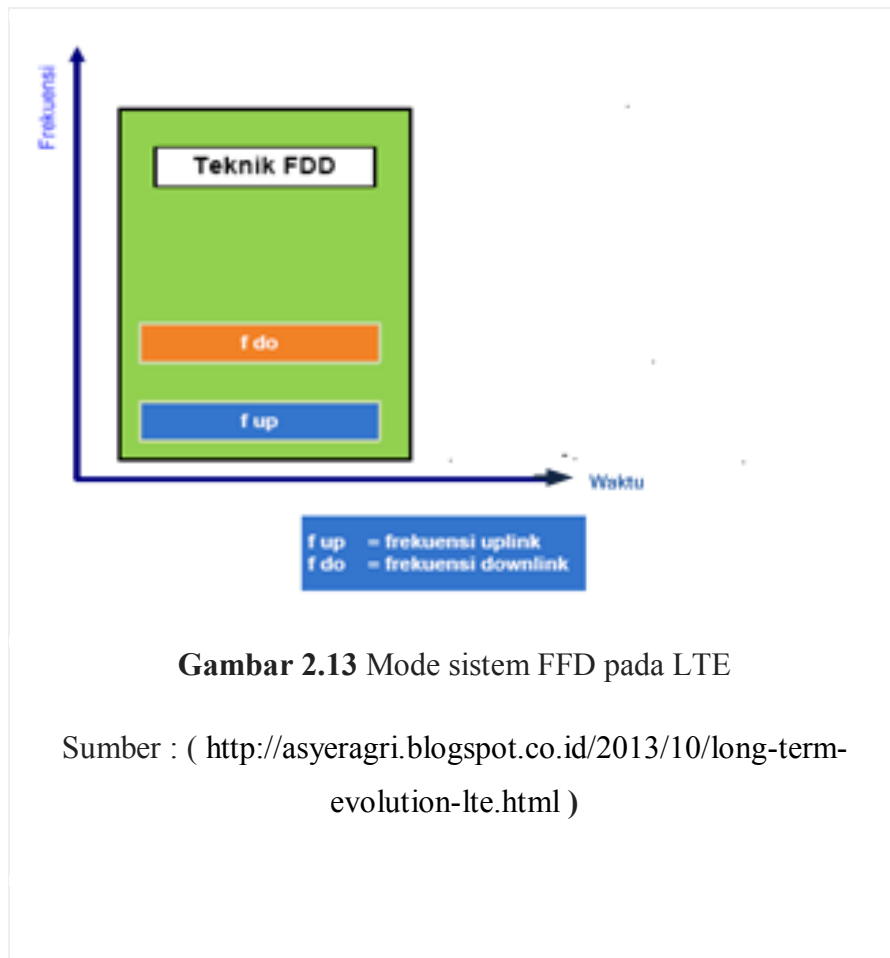 Frekuensi
Teknik FDD
f do
f up
Waktu
f up = frekuensi uplink
f do = frekuensi downlink
Gambar 2.13 Mode sistem FFD pada LTE
Sumber : ( http://asyeragri.blogspot.co.id/2013/10/long-term-
evolution-lte.html )